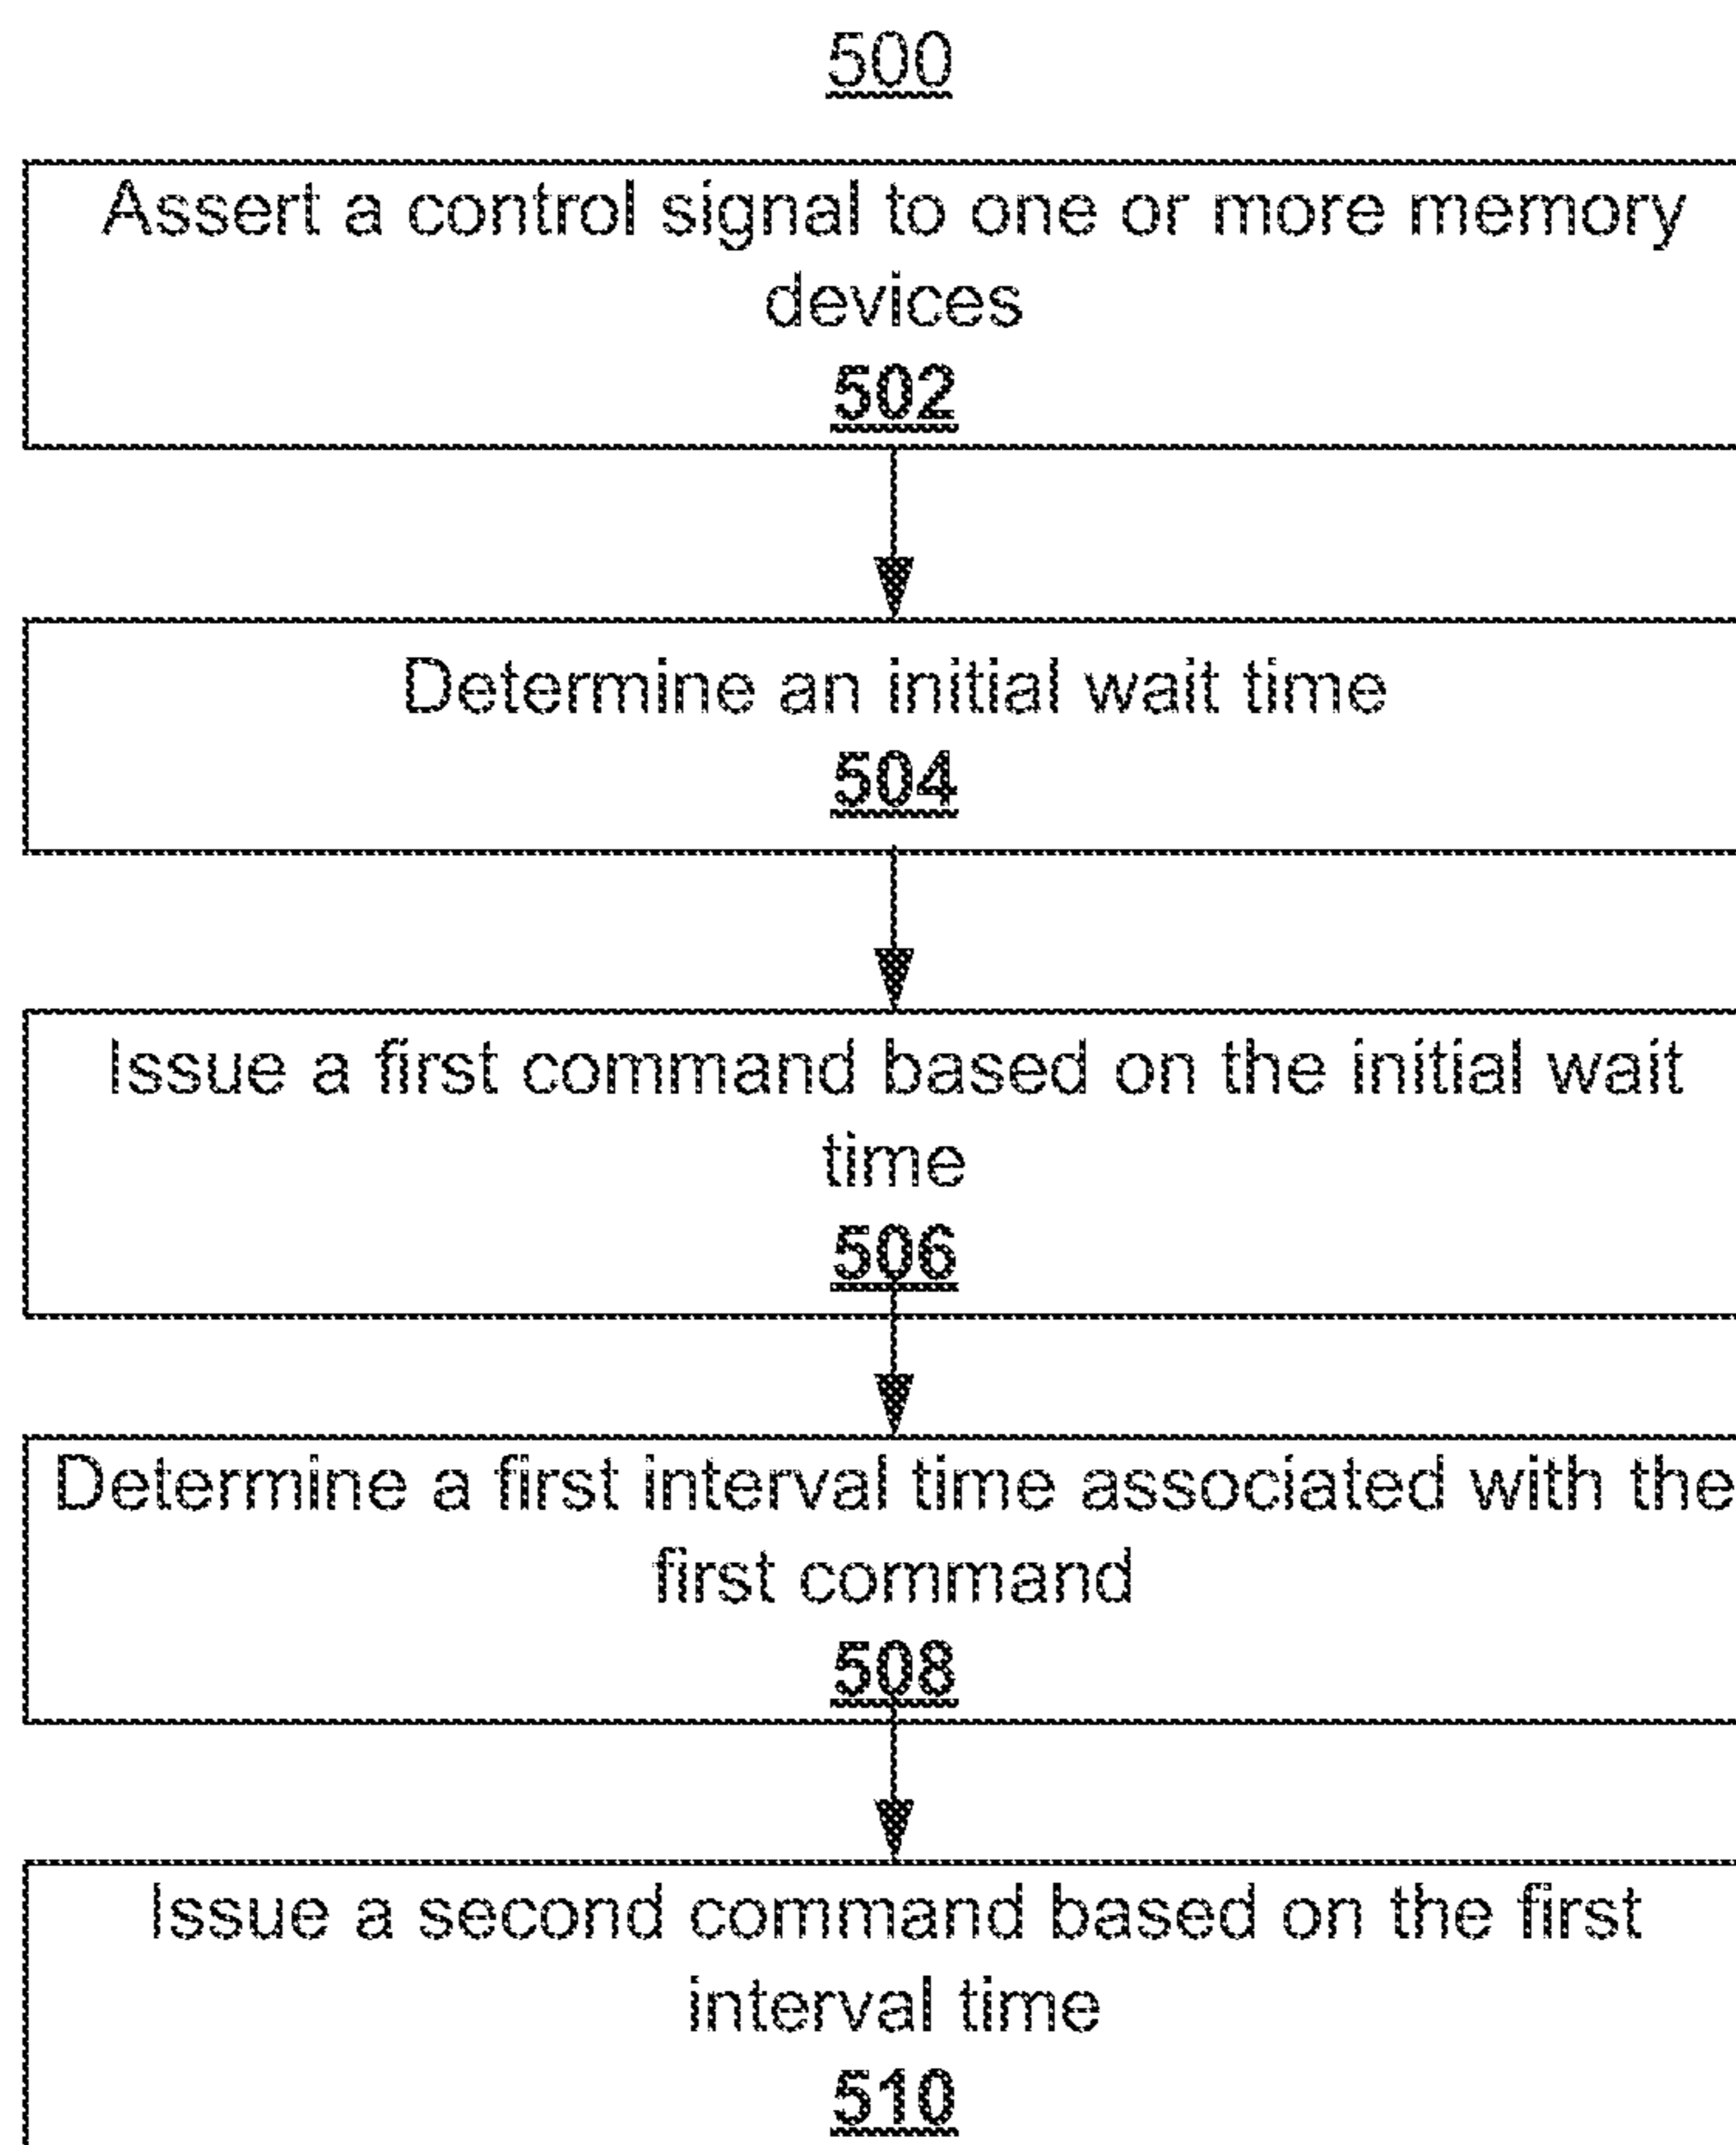 500
Assert a control signal to one or more memory
devices
502
Determine an initial wait time
504
Issue a first command based on the initial wait
time
506
Determine a first interval time associated with the
first command
508
Issue a second command based on the first
interval time
510